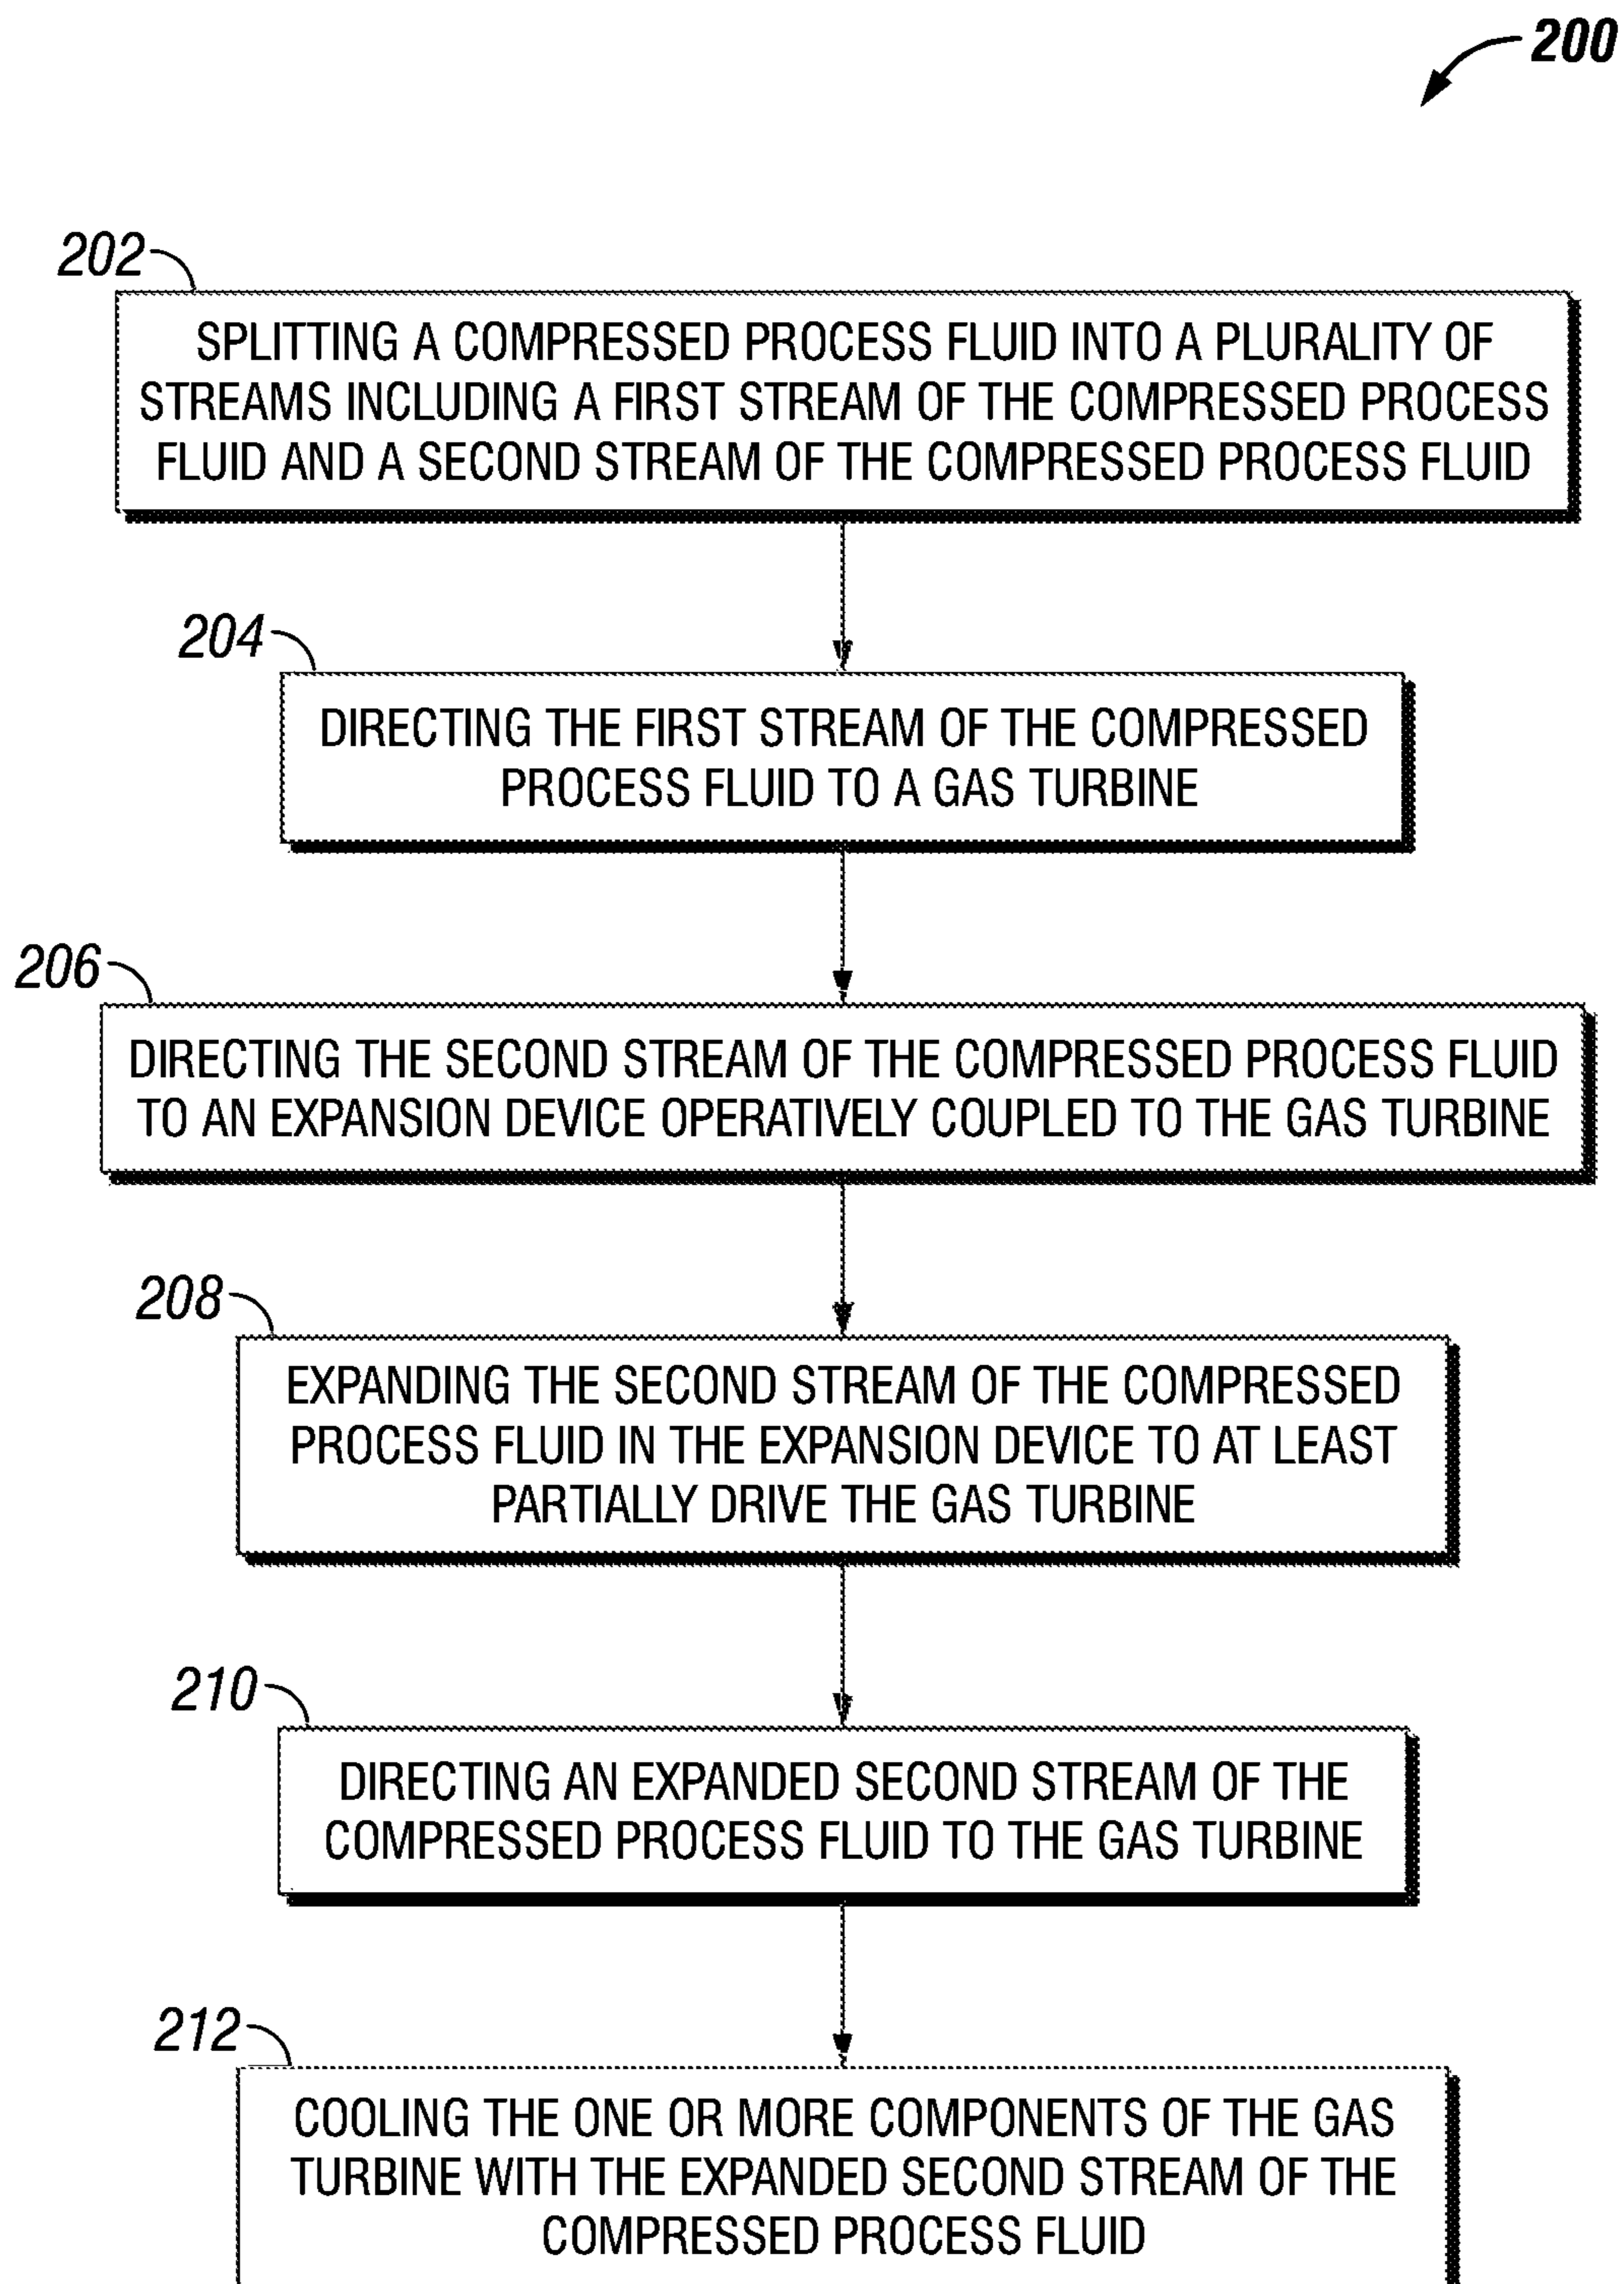 200
202
SPLITTING A COMPRESSED PROCESS FLUID INTO A PLURALITY OF
STREAMS INCLUDING A FIRST STREAM OF THE COMPRESSED PROCESS
FLUID AND A SECOND STREAM OF THE COMPRESSED PROCESS FLUID
204
DIRECTING THE FIRST STREAM OF THE COMPRESSED
PROCESS FLUID TO A GAS TURBINE
206
DIRECTING THE SECOND STREAM OF THE COMPRESSED PROCESS FLUID
TO AN EXPANSION DEVICE OPERATIVELY COUPLED TO THE GAS TURBINE
208
EXPANDING THE SECOND STREAM OF THE COMPRESSED
PROCESS FLUID IN THE EXPANSION DEVICE TO AT LEAST
PARTIALLY DRIVE THE GAS TURBINE
210
DIRECTING AN EXPANDED SECOND STREAM OF THE
COMPRESSED PROCESS FLUID TO THE GAS TURBINE
212
COOLING THE ONE OR MORE COMPONENTS OF THE GAS
TURBINE WITH THE EXPANDED SECOND STREAM OF THE
COMPRESSED PROCESS FLUID